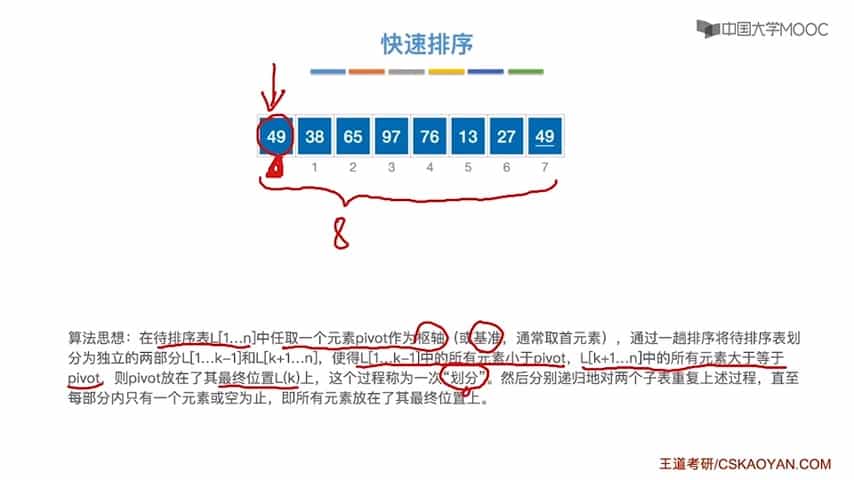 中国大学MOOC
快速排序
49 38 65 97 76 13 27 49
1 2 3 4 5 6 7
8
算法思想：在待排序表L[1…n]中任取一个元素pivot作为枢轴（或基准，通常取首元素），通过一趟排序将待排序表划
分为独立的两部分L[1…k-1]和L[k+1…n]，使得L[1…k-1]中的所有元素小于pivot，L[k+1…n]中的所有元素大于等于
pivot，则pivot放在了其最终位置L(k)上，这个过程称为一次“划分”。然后分别递归地对两个子表重复上述过程，直至
每部分内只有一个元素或空为止，即所有元素放在了其最终位置上。
王道考研/CSKAOYAN.COM